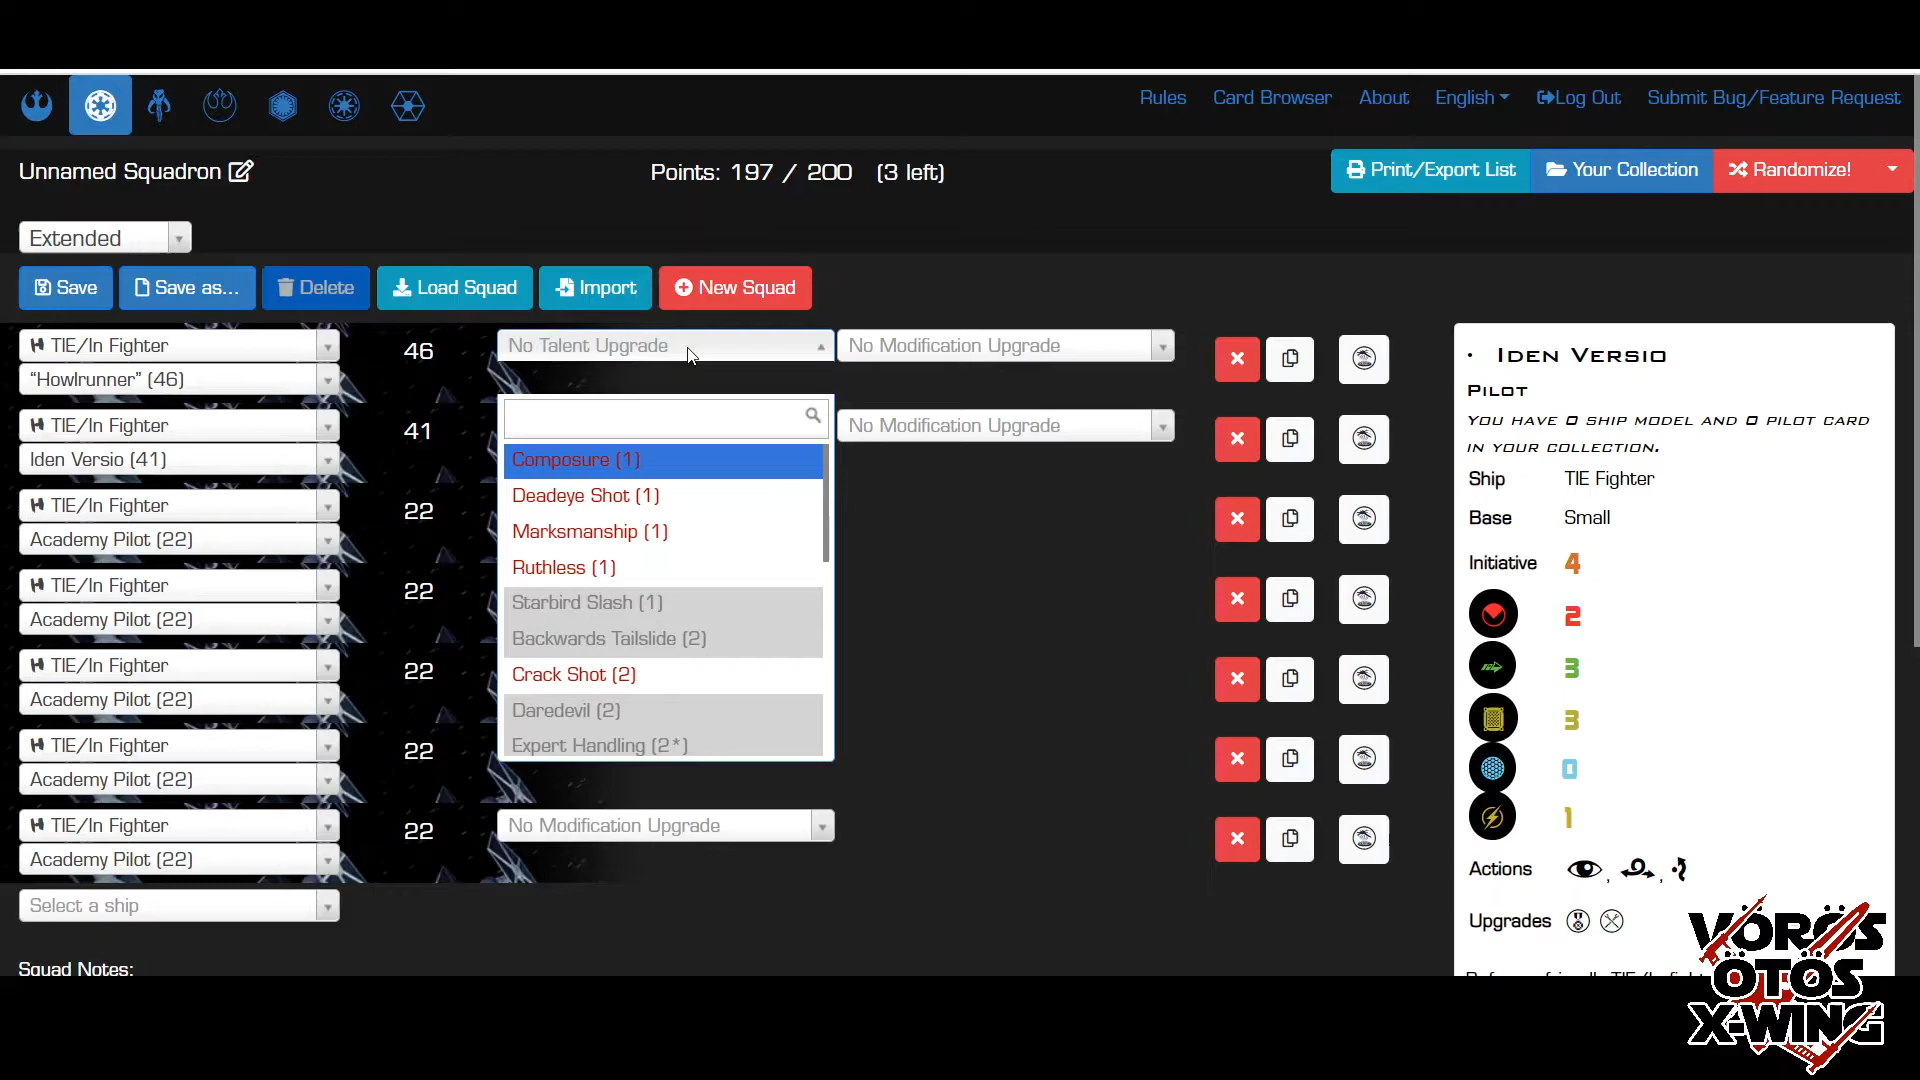 Rules Card Browser About English Log Out Submit Bug/Feature Request
Unnamed Squadron Points: 197 / 200 (3 left) Print/Export List Your Collection Randomize!
Extended
Save Save as... Delete Load Squad Import New Squad
TIE/In Fighter 46 No Talent Upgrade No Modification Upgrade
"Howlrunner" (46)
TIE/In Fighter 41 No Modification Upgrade
Iden Versio (41)
TIE/In Fighter 22
Academy Pilot (22)
TIE/In Fighter 22
Academy Pilot (22)
TIE/In Fighter 22
Academy Pilot (22)
TIE/In Fighter 22
Academy Pilot (22)
TIE/In Fighter 22 No Modification Upgrade
Academy Pilot (22)
Select a ship
Squad Notes:
Composure (1)
Deadeye Shot (1)
Marksmanship (1)
Ruthless (1)
Starbird Slash (1)
Backwards Tailslide (2)
Crack Shot (2)
Daredevil (2)
Expert Handling (2*)
· Iden Versio
Pilot
You have 0 ship model and 0 pilot card
in your collection.
Ship TIE Fighter
Base Small
Initiative 4
2
3
3
0
1
Actions , ,
Upgrades
VÖRÖS
ÖTÖS
X-WING